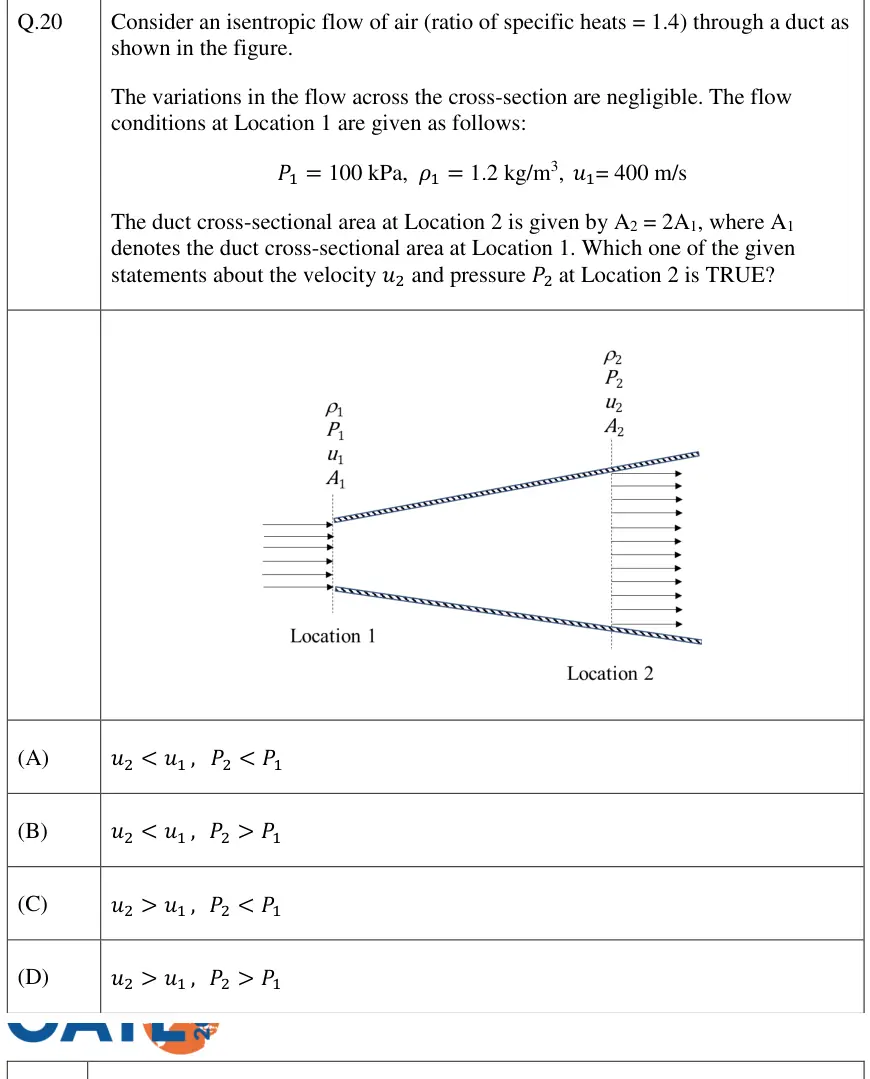 Q.20 Consider an isentropic flow of air (ratio of specific heats = 1.4) through a duct as
shown in the figure.
The variations in the flow across the cross-section are negligible. The flow
conditions at Location 1 are given as follows:
𝑃₁ = 100 kPa, 𝜌₁ = 1.2 kg/m³, 𝑢₁= 400 m/s
The duct cross-sectional area at Location 2 is given by A₂ = 2A₁, where A₁
denotes the duct cross-sectional area at Location 1. Which one of the given
statements about the velocity 𝑢₂ and pressure 𝑃₂ at Location 2 is TRUE?
ρ₂
P₂
u₂
A₂
ρ₁
P₁
u₁
A₁
Location 1
Location 2
(A) 𝑢₂ < 𝑢₁ , 𝑃₂ < 𝑃₁
(B) 𝑢₂ < 𝑢₁ , 𝑃₂ > 𝑃₁
(C) 𝑢₂ > 𝑢₁ , 𝑃₂ < 𝑃₁
(D) 𝑢₂ > 𝑢₁ , 𝑃₂ > 𝑃₁